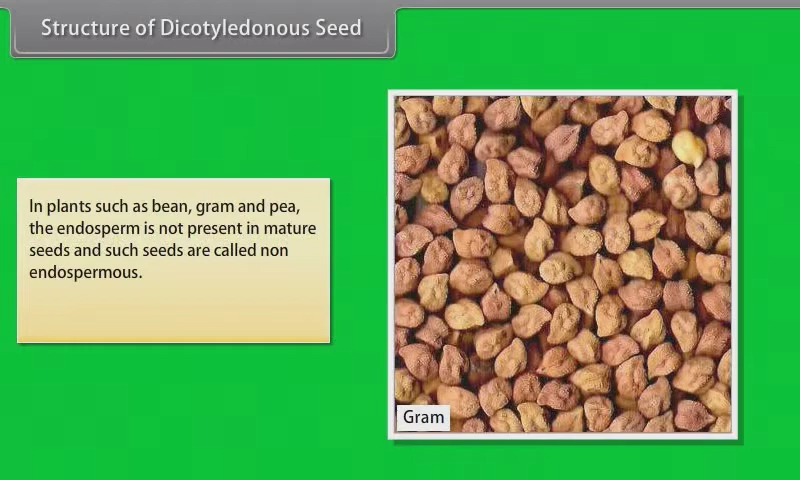 Structure of Dicotyledonous Seed
In plants such as bean, gram and pea,
the endosperm is not present in mature
seeds and such seeds are called non
endospermous.
Gram